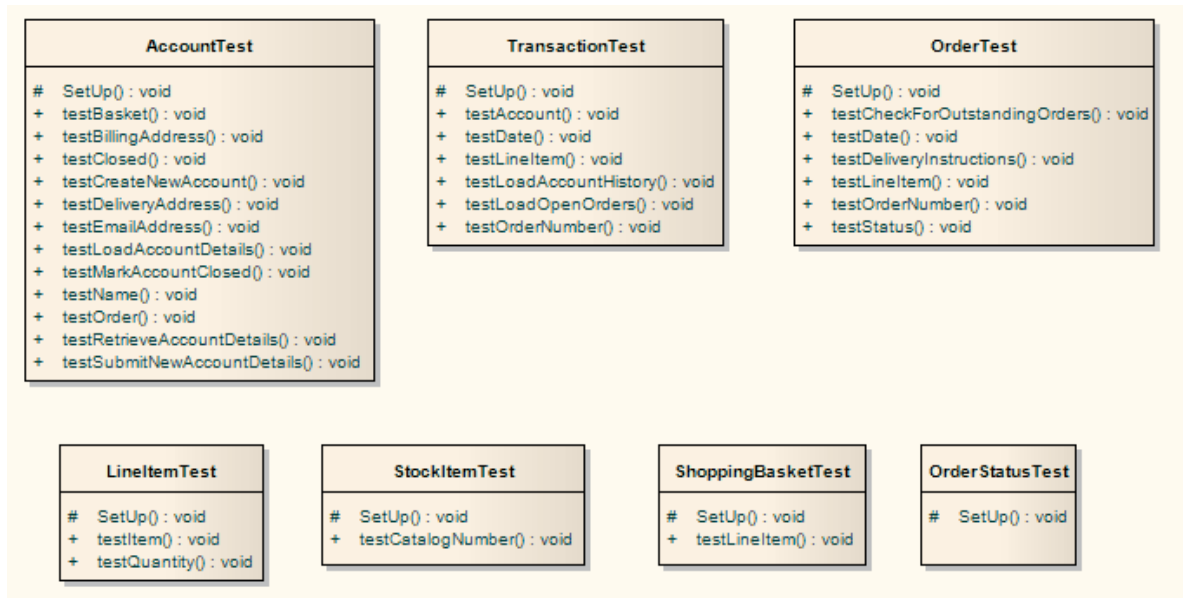 AccountTest
# SetUp() : void
+ testBasket() : void
+ testBillingAddress() : void
+ testClosed() : void
+ testCreateNewAccount() : void
+ testDeliveryAddress() : void
+ testEmailAddress() : void
+ testLoadAccountDetails() : void
+ testMarkAccountClosed() : void
+ testName() : void
+ testOrder() : void
+ testRetrieveAccountDetails() : void
+ testSubmitNewAccountDetails() : void
TransactionTest
# SetUp() : void
+ testAccount() : void
+ testDate() : void
+ testLineItem() : void
+ testLoadAccountHistory() : void
+ testLoadOpenOrders() : void
+ testOrderNumber() : void
OrderTest
# SetUp() : void
+ testCheckForOutstandingOrders() : void
+ testDate() : void
+ testDeliveryInstructions() : void
+ testLineItem() : void
+ testOrderNumber() : void
+ testStatus() : void
LineItemTest
# SetUp() : void
+ testItem() : void
+ testQuantity() : void
StockItemTest
# SetUp() : void
+ testCatalogNumber() : void
ShoppingBasketTest
# SetUp() : void
+ testLineItem() : void
OrderStatusTest
# SetUp() : void